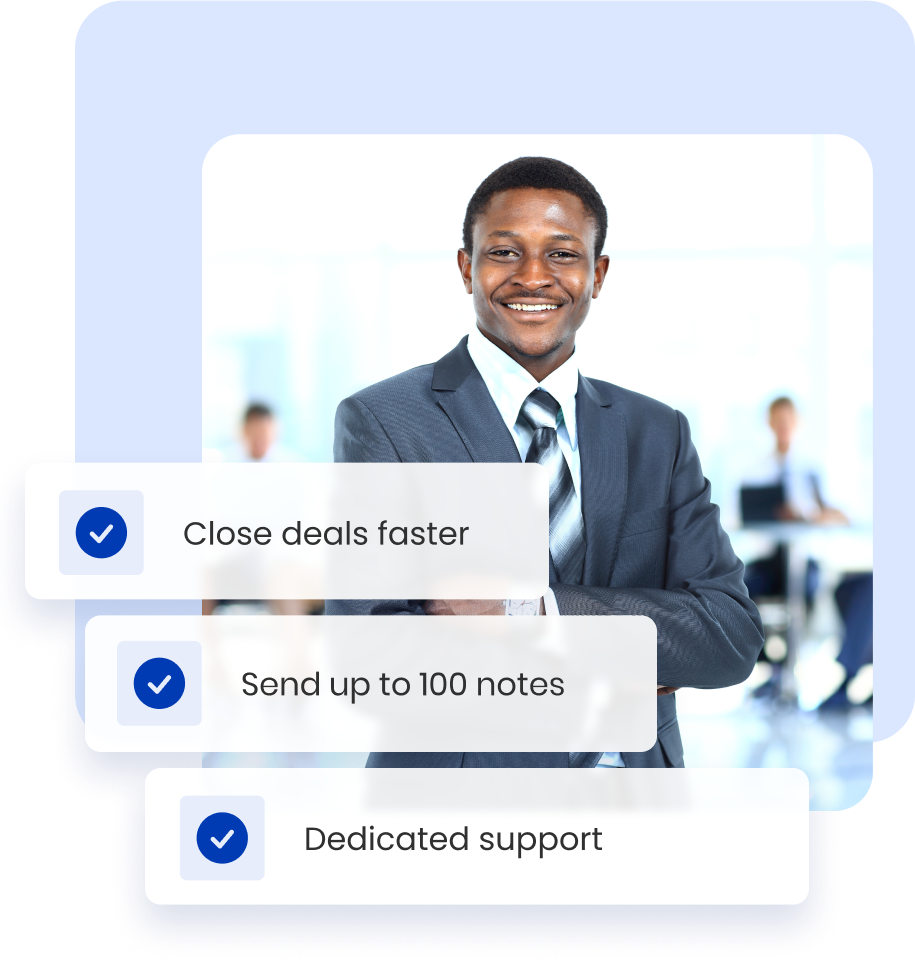 Close deals faster
Send up to 100 notes
Dedicated support